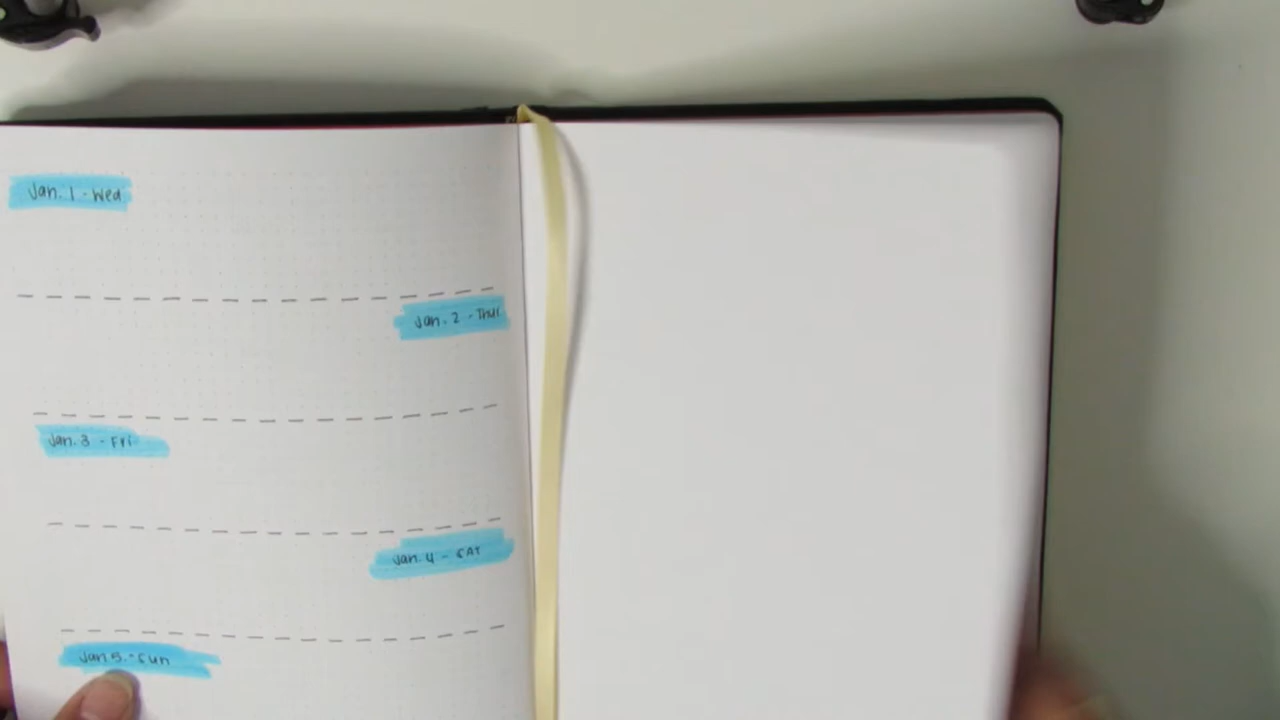 Jan. 1 - Wed
Jan. 2 - Thur
Jan. 3 - Fri
Jan. 4 - SAT
Jan 5. - Sun